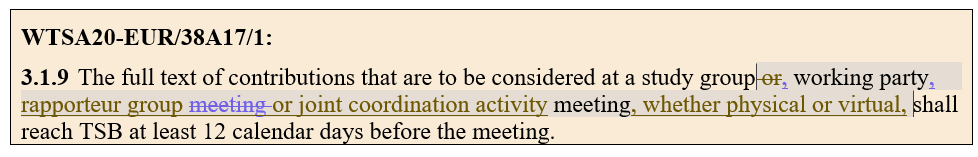 WTSA20-EUR/38A17/1:
3.1.9 The full text of contributions that are to be considered at a study group or, working party,
rapporteur group meeting or joint coordination activity meeting, whether physical or virtual, shall
reach TSB at least 12 calendar days before the meeting.